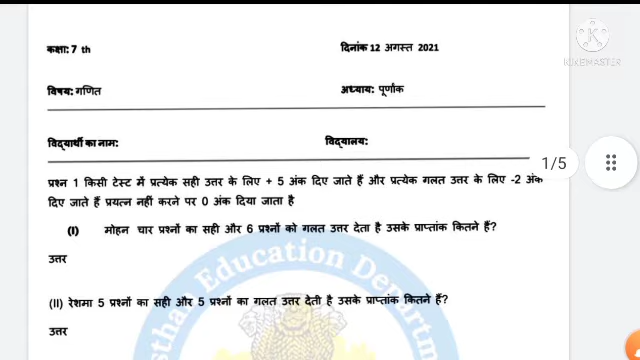 कक्षा: 7 th
दिनांक 12 अगस्त 2021
KINEMASTER
विषय: गणित
अध्याय: पूर्णांक
विद्यार्थी का नाम:
विद्यालय:
1/5
प्रश्न 1 किसी टेस्ट में प्रत्येक सही उत्तर के लिए + 5 अंक दिए जाते हैं और प्रत्येक गलत उत्तर के लिए -2 अंक
दिए जाते हैं प्रयत्न नहीं करने पर 0 अंक दिया जाता है
(I) मोहन चार प्रश्नों का सही और 6 प्रश्नों को गलत उत्तर देता है उसके प्राप्तांक कितने हैं?
उत्तर
Education Departm
(II) रेशमा 5 प्रश्नों का सही और 5 प्रश्नों का गलत उत्तर देती है उसके प्राप्तांक कितने हैं?
उत्तर